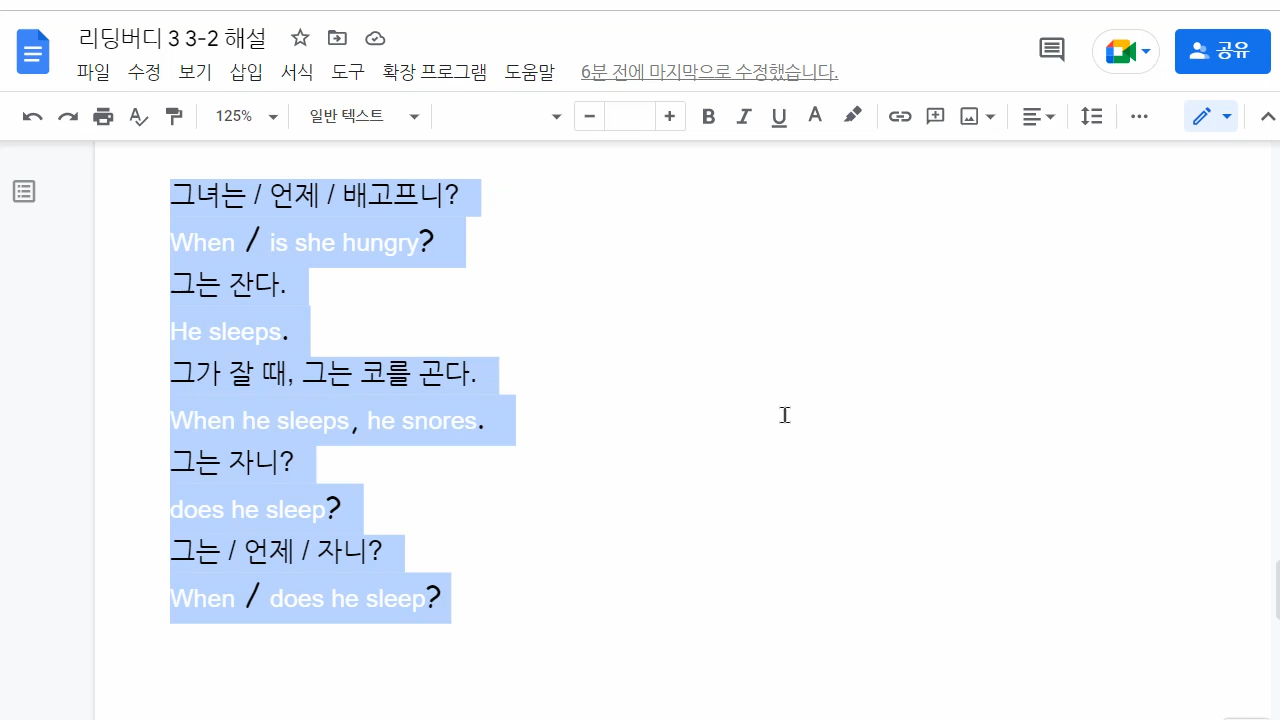 리딩버디 3 3-2 해설
파일 수정 보기 삽입 서식 도구 확장 프로그램 도움말 6분 전에 마지막으로 수정했습니다.
공유
125% 일반 텍스트 − + B I U A ...
그녀는 / 언제 / 배고프니?
When / is she hungry?
그는 잔다.
He sleeps.
그가 잘 때, 그는 코를 곤다.
When he sleeps, he snores.
그는 자니?
does he sleep?
그는 / 언제 / 자니?
When / does he sleep?